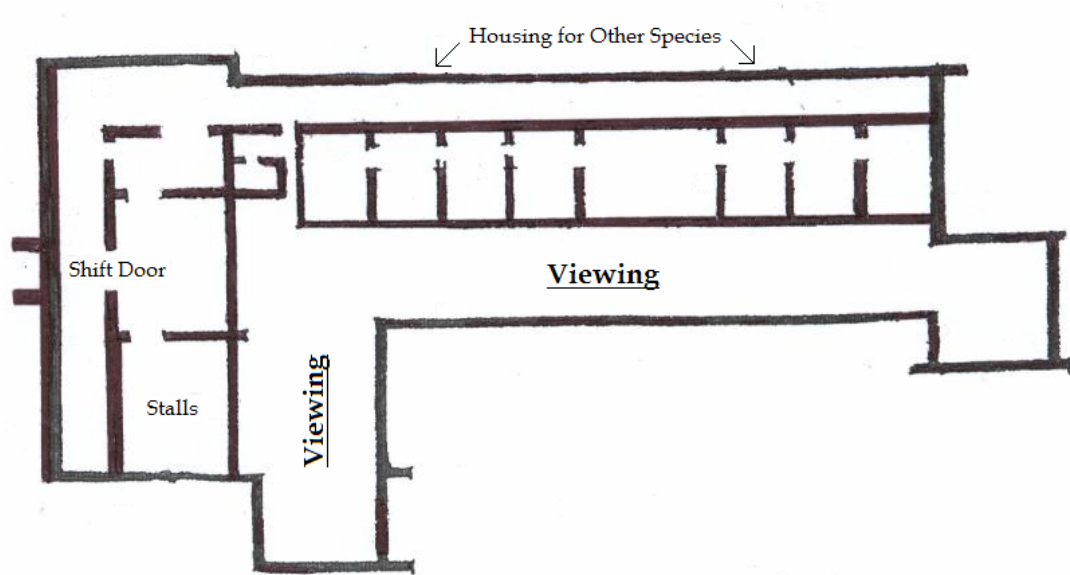 Housing for Other Species
Shift Door
Viewing
Viewing
Stalls